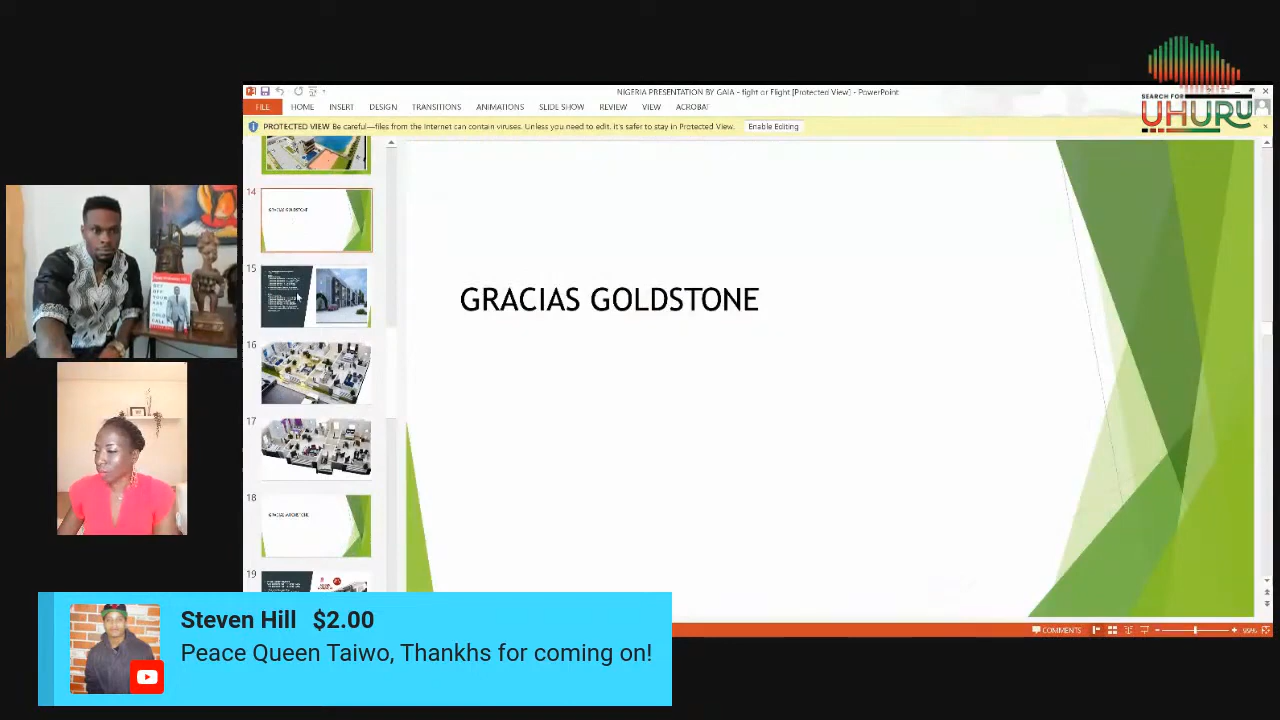 SEARCH FOR
UHURU
NIGERIA PRESENTATION BY GAIA - fight or Flight [Protected View] - PowerPoint
FILE HOME INSERT DESIGN TRANSITIONS ANIMATIONS SLIDE SHOW REVIEW VIEW ACROBAT
PROTECTED VIEW Be careful—files from the Internet can contain viruses. Unless you need to edit, it's safer to stay in Protected View. Enable Editing
14
GRACIAS GOLDSTONE
15
16
17
18
19
GRACIAS GOLDSTONE
COMMENTS
99%
Steven Hill $2.00
Peace Queen Taiwo, Thankhs for coming on!